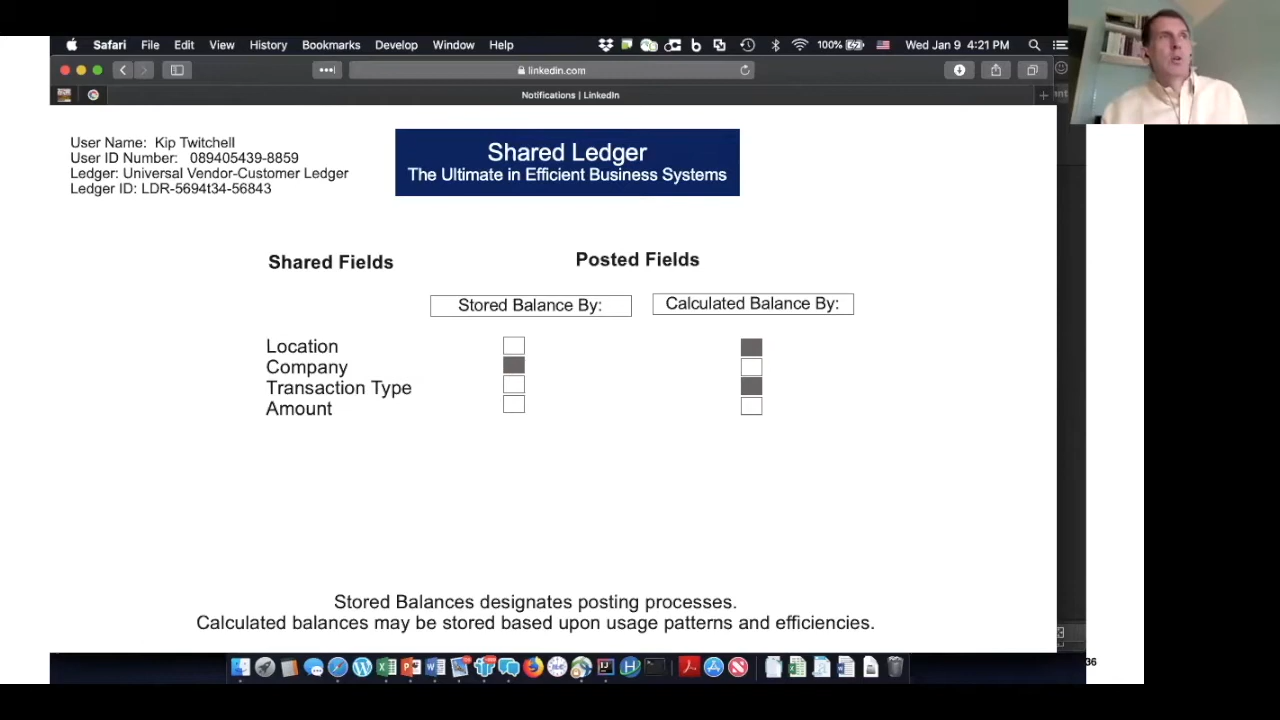 Safari File Edit View History Bookmarks Develop Window Help 100% Wed Jan 9 4:21 PM
linkedin.com
Notifications | LinkedIn
User Name: Kip Twitchell
User ID Number: 089405439-8859
Ledger: Universal Vendor-Customer Ledger
Ledger ID: LDR-5694t34-56843
Shared Ledger
The Ultimate in Efficient Business Systems
Shared Fields
Posted Fields
Stored Balance By:
Calculated Balance By:
Location
Company
Transaction Type
Amount
Stored Balances designates posting processes.
Calculated balances may be stored based upon usage patterns and efficiencies.
36